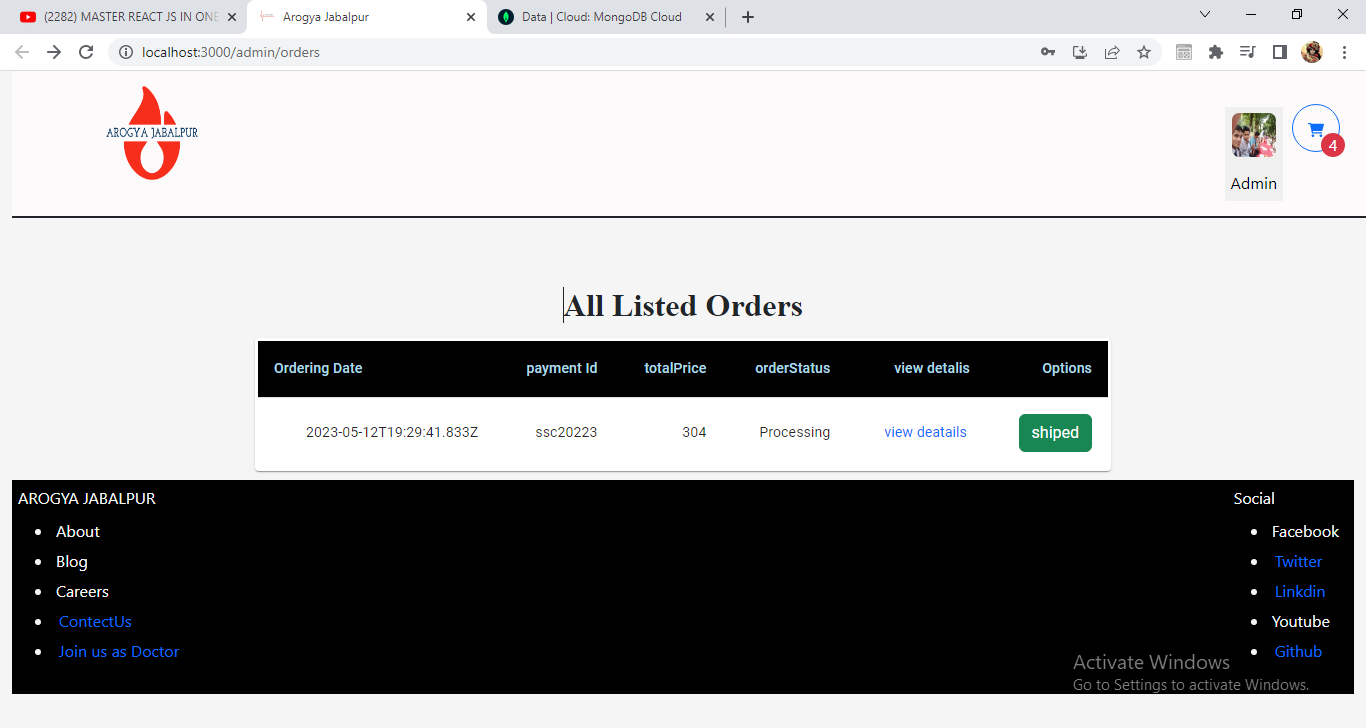 (2282) MASTER REACT JS IN ONE
Arogya Jabalpur
Data | Cloud: MongoDB Cloud
localhost:3000/admin/orders
AROGYA JABALPUR
4
Admin
All Listed Orders
Ordering Date payment Id totalPrice orderStatus view detalis Options
2023-05-12T19:29:41.833Z ssc20223 304 Processing view deatails shiped
AROGYA JABALPUR Social
About Facebook
Blog Twitter
Careers Linkdin
ContectUs Youtube
Join us as Doctor Github
Activate Windows
Go to Settings to activate Windows.